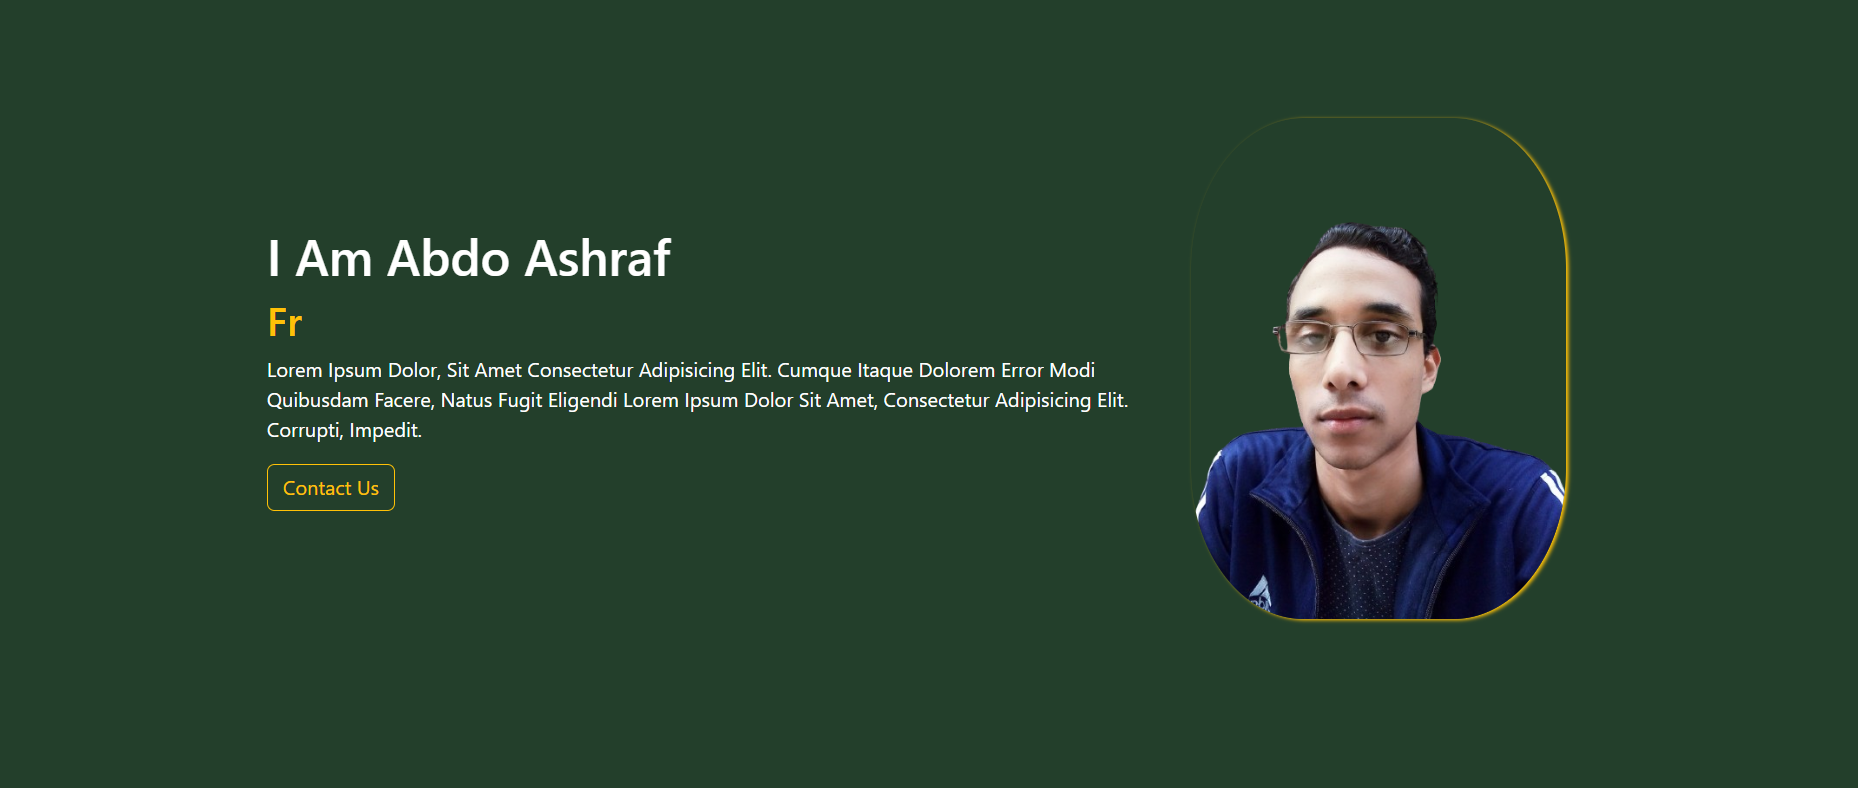 I Am Abdo Ashraf
Fr
Lorem Ipsum Dolor, Sit Amet Consectetur Adipisicing Elit. Cumque Itaque Dolorem Error Modi
Quibusdam Facere, Natus Fugit Eligendi Lorem Ipsum Dolor Sit Amet, Consectetur Adipisicing Elit.
Corrupti, Impedit.
Contact Us